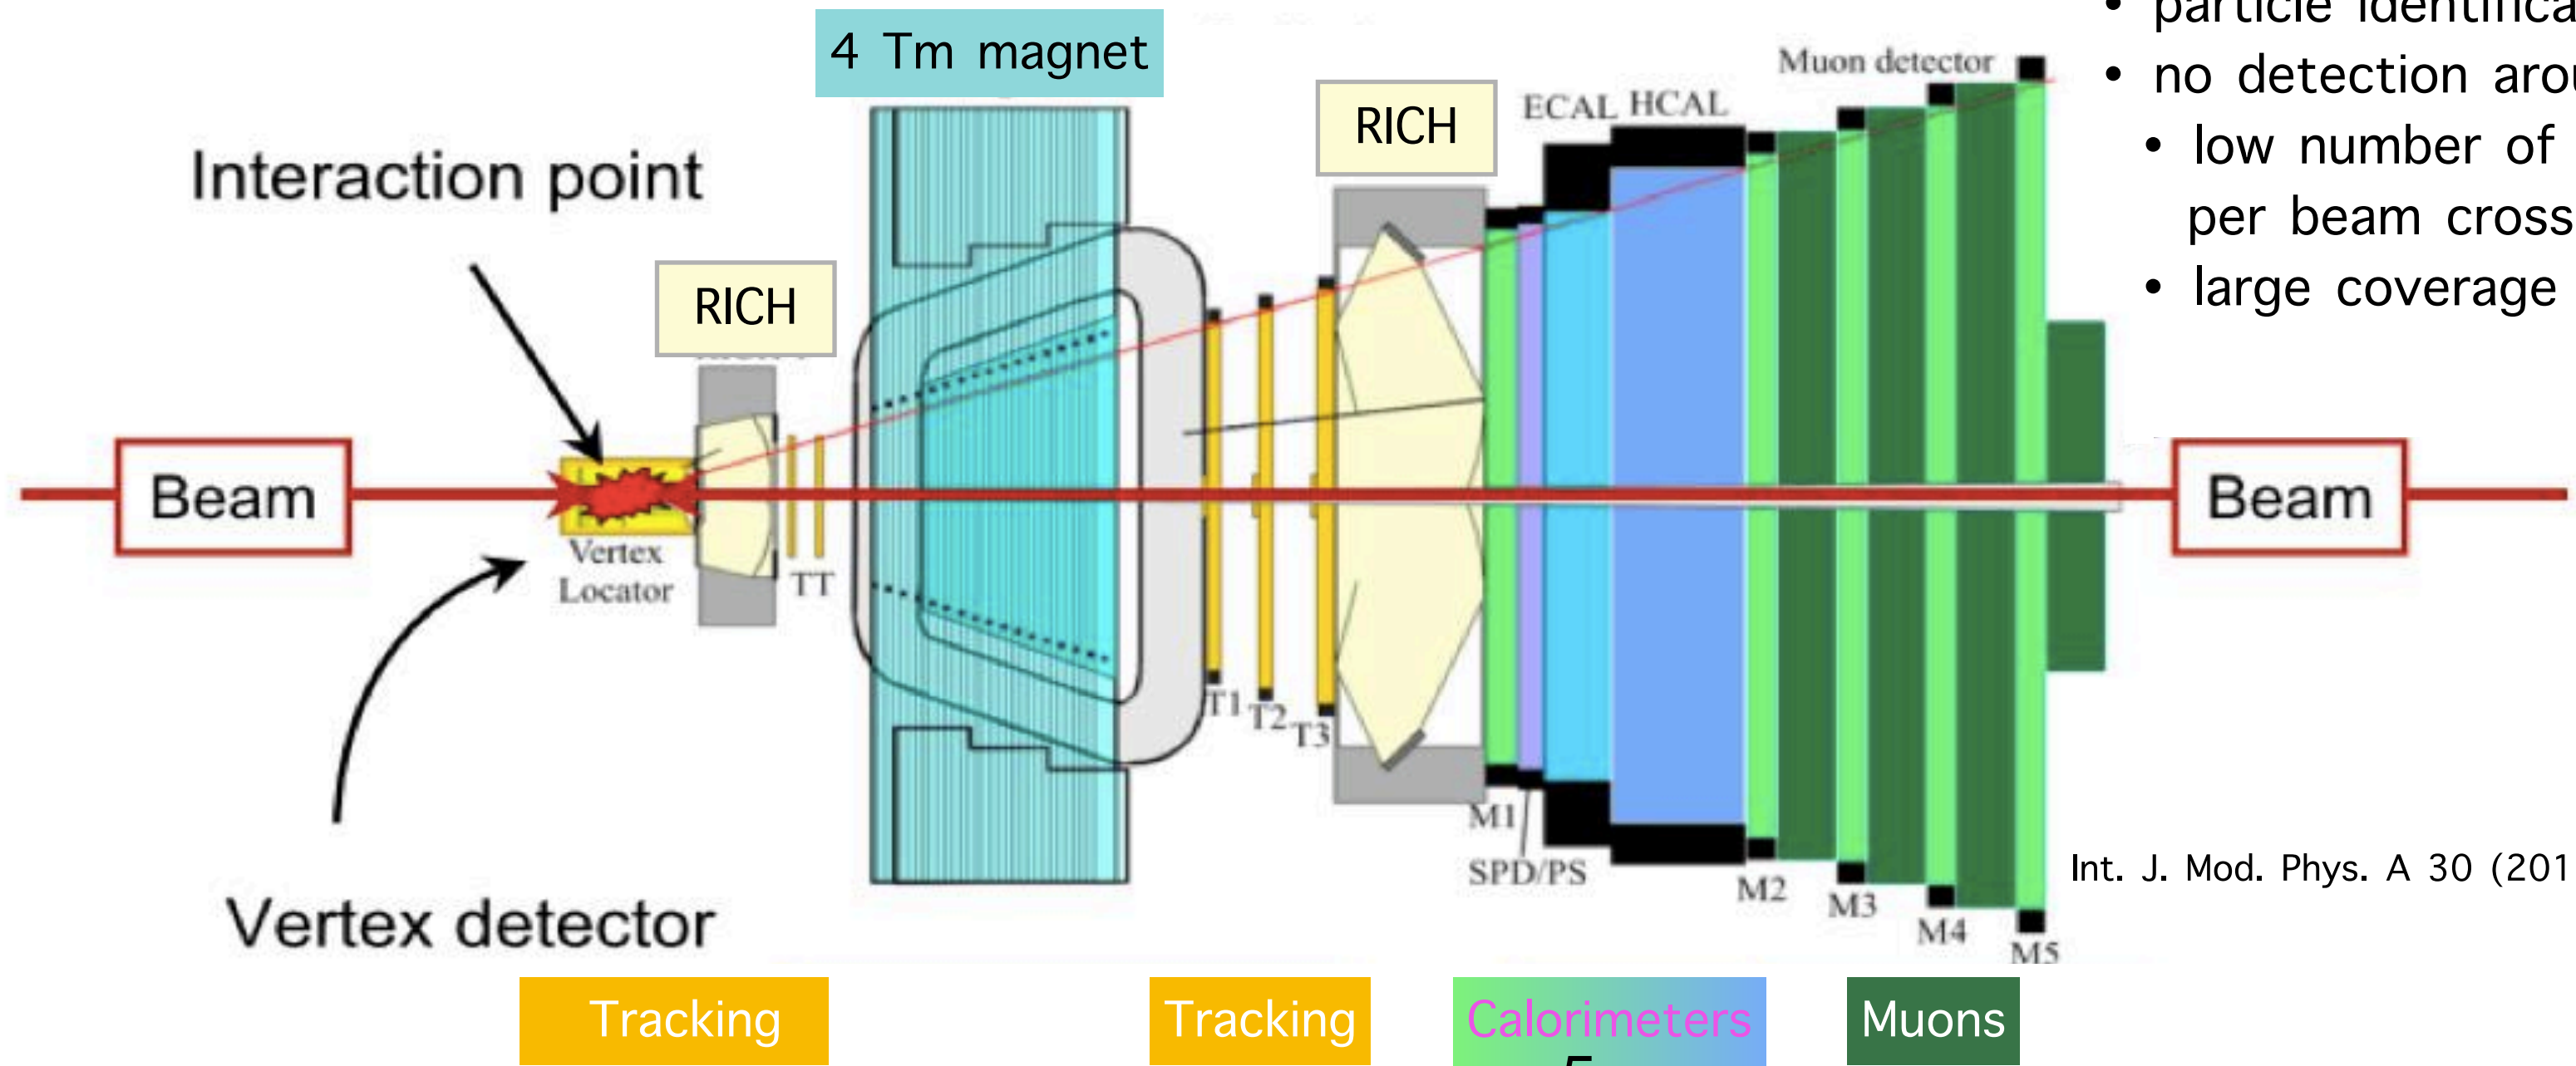 4 Tm magnet
Interaction point
RICH
RICH
ECAL HCAL
Muon detector
• particle
• no detection
• low number of
per beam
• large coverage
Beam
Beam
Vertex
Locator
TT
T1 T2 T3
M1
SPD/PS
M2
M3
M4
M5
Vertex detector
Int. J. Mod. Phys. A 30 (201
Tracking
Tracking
Calorimeters
Muons